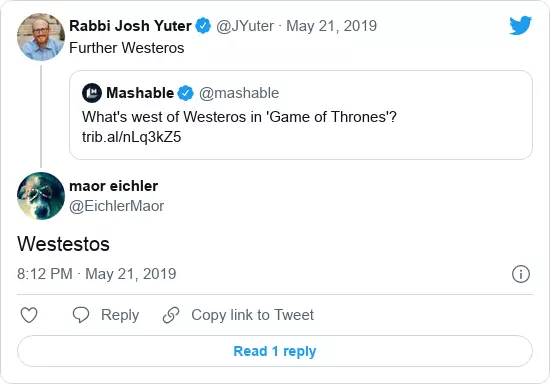 Rabbi Josh Yuter @JYuter · May 21, 2019
Further Westeros
Mashable @mashable
What's west of Westeros in 'Game of Thrones'?
trib.al/nLq3kZ5
maor eichler
@EichlerMaor
Westestos
8:12 PM · May 21, 2019
Reply
Copy link to Tweet
Read 1 reply